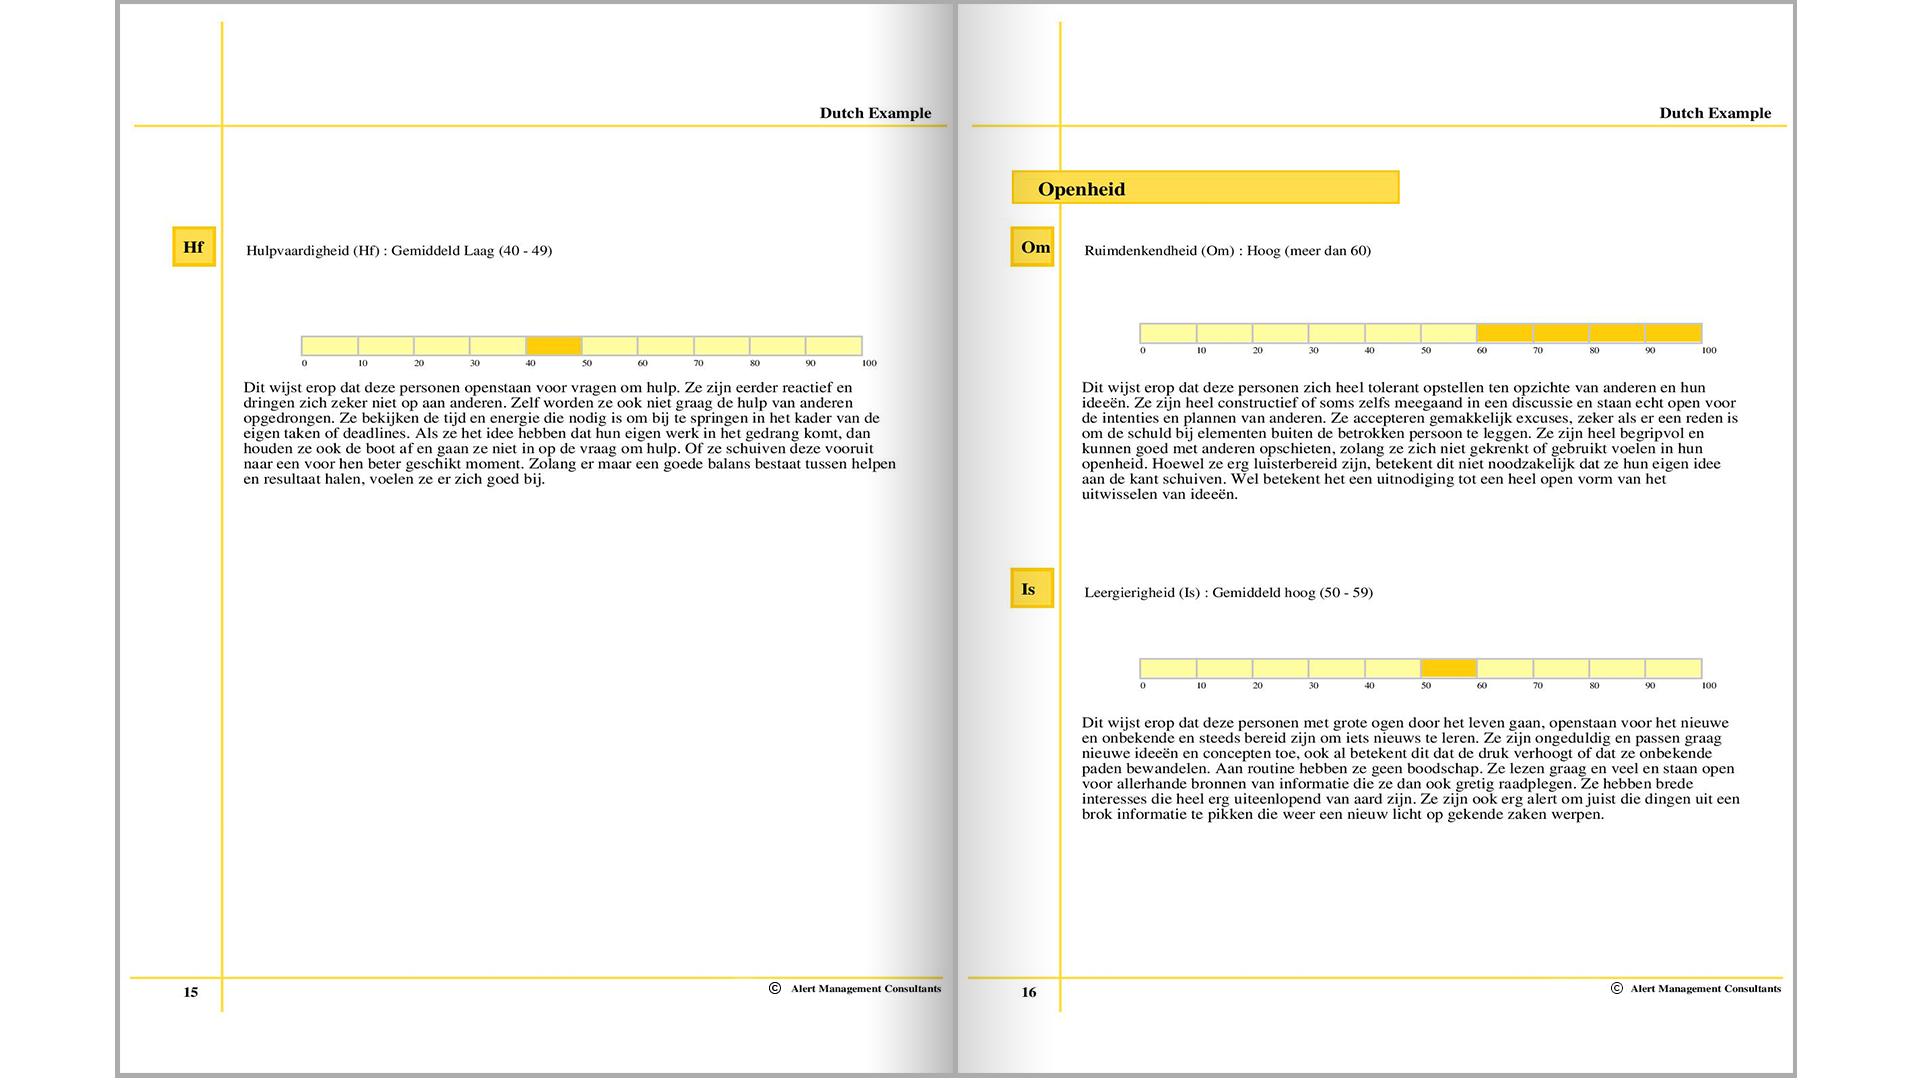 Dutch Example
Hf
Hulpvaardigheid (Hf) : Gemiddeld Laag (40 - 49)
0 10 20 30 40 50 60 70 80 90 100
Dit wijst erop dat deze personen openstaan voor vragen om hulp. Ze zijn eerder reactief en
dringen zich zeker niet op aan anderen. Zelf worden ze ook niet graag de hulp van anderen
opgedrongen. Ze bekijken de tijd en energie die nodig is om bij te springen in het kader van de
eigen taken of deadlines. Als ze het idee hebben dat hun eigen werk in het gedrang komt, dan
houden ze ook de boot af en gaan ze niet in op de vraag om hulp. Of ze schuiven deze vooruit
naar een voor hen beter geschikt moment. Zolang er maar een goede balans bestaat tussen helpen
en resultaat halen, voelen ze er zich goed bij.
15
© Alert Management Consultants
Dutch Example
Openheid
Om
Ruimdenkendheid (Om) : Hoog (meer dan 60)
0 10 20 30 40 50 60 70 80 90 100
Dit wijst erop dat deze personen zich heel tolerant opstellen ten opzichte van anderen en hun
ideeën. Ze zijn heel constructief of soms zelfs meegaand in een discussie en staan echt open voor
de intenties en plannen van anderen. Ze accepteren gemakkelijk excuses, zeker als er een reden is
om de schuld bij elementen buiten de betrokken persoon te leggen. Ze zijn heel begripvol en
kunnen goed met anderen opschieten, zolang ze zich niet gekrenkt of gebruikt voelen in hun
openheid. Hoewel ze erg luisterbereid zijn, betekent dit niet noodzakelijk dat ze hun eigen idee
aan de kant schuiven. Wel betekent het een uitnodiging tot een heel open vorm van het
uitwisselen van ideeën.
Is
Leergierigheid (Is) : Gemiddeld hoog (50 - 59)
0 10 20 30 40 50 60 70 80 90 100
Dit wijst erop dat deze personen met grote ogen door het leven gaan, openstaan voor het nieuwe
en onbekende en steeds bereid zijn om iets nieuws te leren. Ze zijn ongeduldig en passen graag
nieuwe ideeën en concepten toe, ook al betekent dit dat de druk verhoogt of dat ze onbekende
paden bewandelen. Aan routine hebben ze geen boodschap. Ze lezen graag en veel en staan open
voor allerhande bronnen van informatie die ze dan ook gretig raadplegen. Ze hebben brede
interesses die heel erg uiteenlopend van aard zijn. Ze zijn ook erg alert om juist die dingen uit een
brok informatie te pikken die weer een nieuw licht op gekende zaken werpen.
16
© Alert Management Consultants